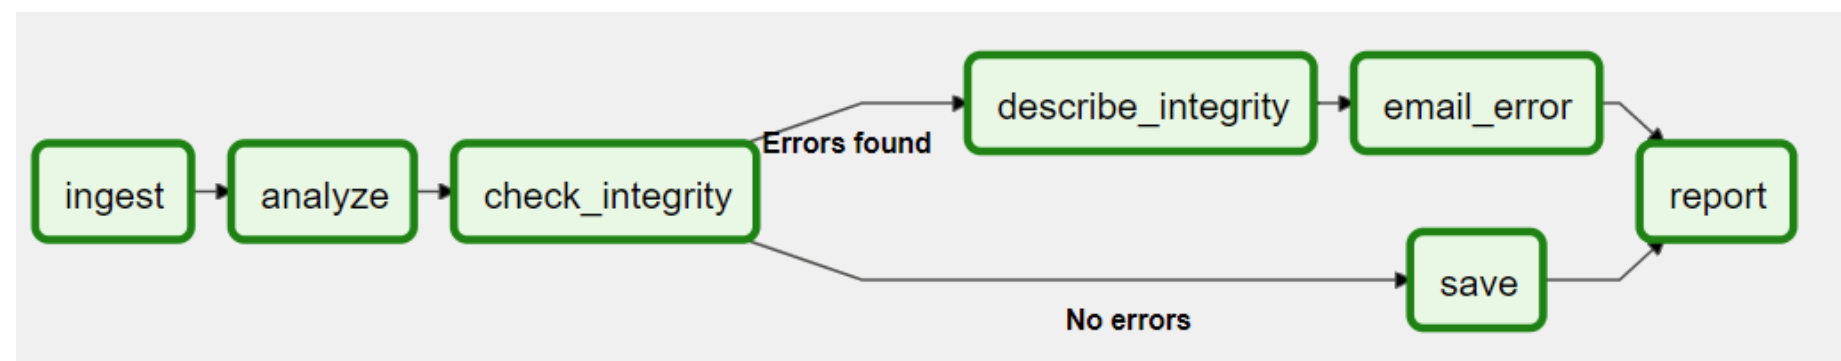 ingest
analyze
check_integrity
Errors found
describe_integrity
email_error
No errors
save
report